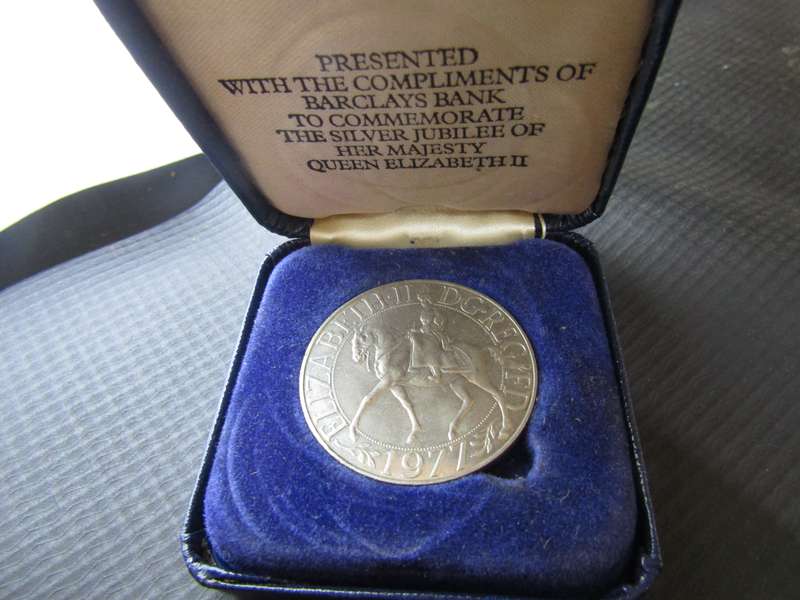 PRESENTED
WITH THE COMPLIMENTS OF
BARCLAYS BANK
TO COMMEMORATE
THE SILVER JUBILEE OF
HER MAJESTY
QUEEN ELIZABETH II
ELIZABETH·II D·G·REG·F·D
1977